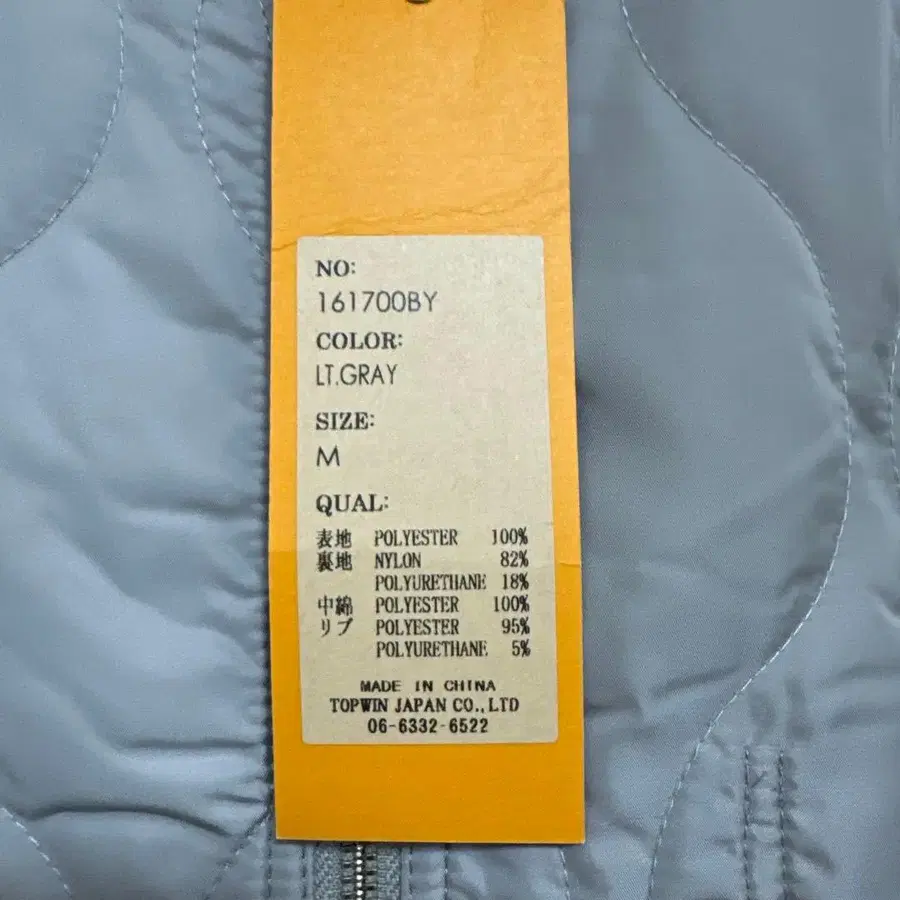 NO:
161700BY
COLOR:
LT.GRAY
SIZE:
M
QUAL:
表地 POLYESTER 100%
裏地 NYLON 82%
POLYURETHANE 18%
中綿 POLYESTER 100%
リブ POLYESTER 95%
POLYURETHANE 5%
MADE IN CHINA
TOPWIN JAPAN CO.,LTD
06-6332-6522